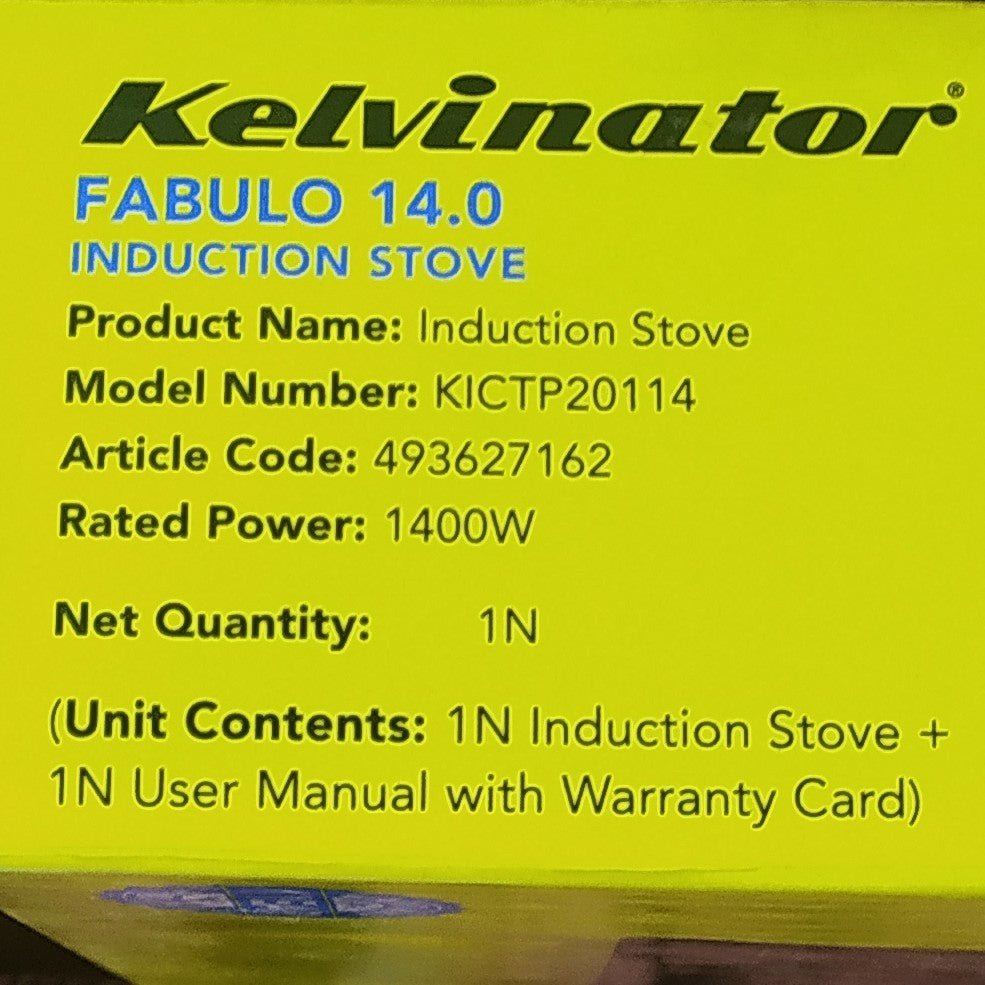 Kelvinator®
FABULO 14.0
INDUCTION STOVE
Product Name: Induction Stove
Model Number: KICTP20114
Article Code: 493627162
Rated Power: 1400W
Net Quantity: 1N
(Unit Contents: 1N Induction Stove +
1N User Manual with Warranty Card)